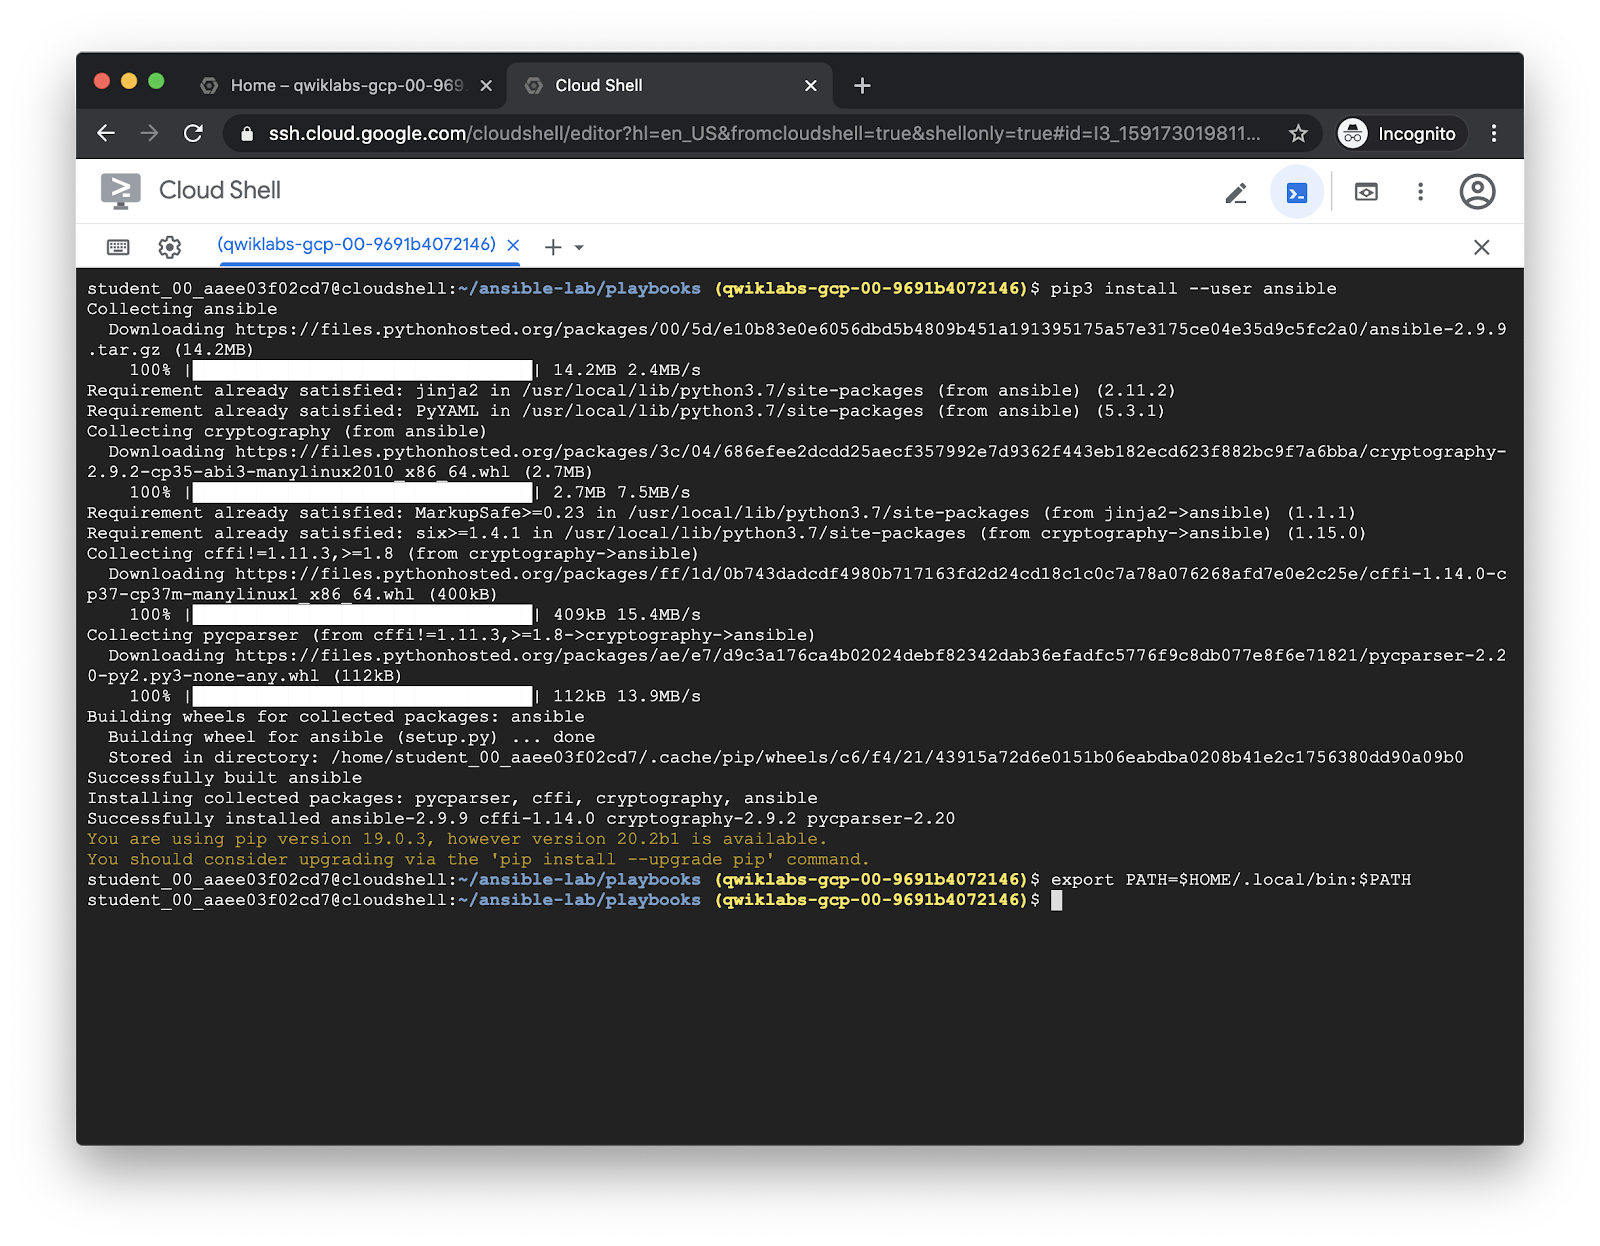 Home – qwiklabs-gcp-00-969
Cloud Shell
ssh.cloud.google.com/cloudshell/editor?hl=en_US&fromcloudshell=true&shellonly=true#id=I3_159173019811...
Incognito
Cloud Shell
(qwiklabs-gcp-00-9691b4072146)
student_00_aaee03f02cd7@cloudshell:~/ansible-lab/playbooks (qwiklabs-gcp-00-9691b4072146)$ pip3 install --user ansible
Collecting ansible
Downloading https://files.pythonhosted.org/packages/00/5d/e10b83e0e6056dbd5b4809b451a191395175a57e3175ce04e35d9c5fc2a0/ansible-2.9.9
.tar.gz (14.2MB)
100% |████████████████████████████████| 14.2MB 2.4MB/s
Requirement already satisfied: jinja2 in /usr/local/lib/python3.7/site-packages (from ansible) (2.11.2)
Requirement already satisfied: PyYAML in /usr/local/lib/python3.7/site-packages (from ansible) (5.3.1)
Collecting cryptography (from ansible)
Downloading https://files.pythonhosted.org/packages/3c/04/686efee2dcdd25aecf357992e7d9362f443eb182ecd623f882bc9f7a6bba/cryptography-
2.9.2-cp35-abi3-manylinux2010_x86_64.whl (2.7MB)
100% |████████████████████████████████| 2.7MB 7.5MB/s
Requirement already satisfied: MarkupSafe>=0.23 in /usr/local/lib/python3.7/site-packages (from jinja2->ansible) (1.1.1)
Requirement already satisfied: six>=1.4.1 in /usr/local/lib/python3.7/site-packages (from cryptography->ansible) (1.15.0)
Collecting cffi!=1.11.3,>=1.8 (from cryptography->ansible)
Downloading https://files.pythonhosted.org/packages/ff/1d/0b743dadcdf4980b717163fd2d24cd18c1c0c7a78a076268afd7e0e2c25e/cffi-1.14.0-c
p37-cp37m-manylinux1_x86_64.whl (400kB)
100% |████████████████████████████████| 409kB 15.4MB/s
Collecting pycparser (from cffi!=1.11.3,>=1.8->cryptography->ansible)
Downloading https://files.pythonhosted.org/packages/ae/e7/d9c3a176ca4b02024debf82342dab36efadfc5776f9c8db077e8f6e71821/pycparser-2.2
0-py2.py3-none-any.whl (112kB)
100% |████████████████████████████████| 112kB 13.9MB/s
Building wheels for collected packages: ansible
Building wheel for ansible (setup.py) ... done
Stored in directory: /home/student_00_aaee03f02cd7/.cache/pip/wheels/c6/f4/21/43915a72d6e0151b06eabdba0208b41e2c1756380dd90a09b0
Successfully built ansible
Installing collected packages: pycparser, cffi, cryptography, ansible
Successfully installed ansible-2.9.9 cffi-1.14.0 cryptography-2.9.2 pycparser-2.20
You are using pip version 19.0.3, however version 20.2b1 is available.
You should consider upgrading via the 'pip install --upgrade pip' command.
student_00_aaee03f02cd7@cloudshell:~/ansible-lab/playbooks (qwiklabs-gcp-00-9691b4072146)$ export PATH=$HOME/.local/bin:$PATH
student_00_aaee03f02cd7@cloudshell:~/ansible-lab/playbooks (qwiklabs-gcp-00-9691b4072146)$